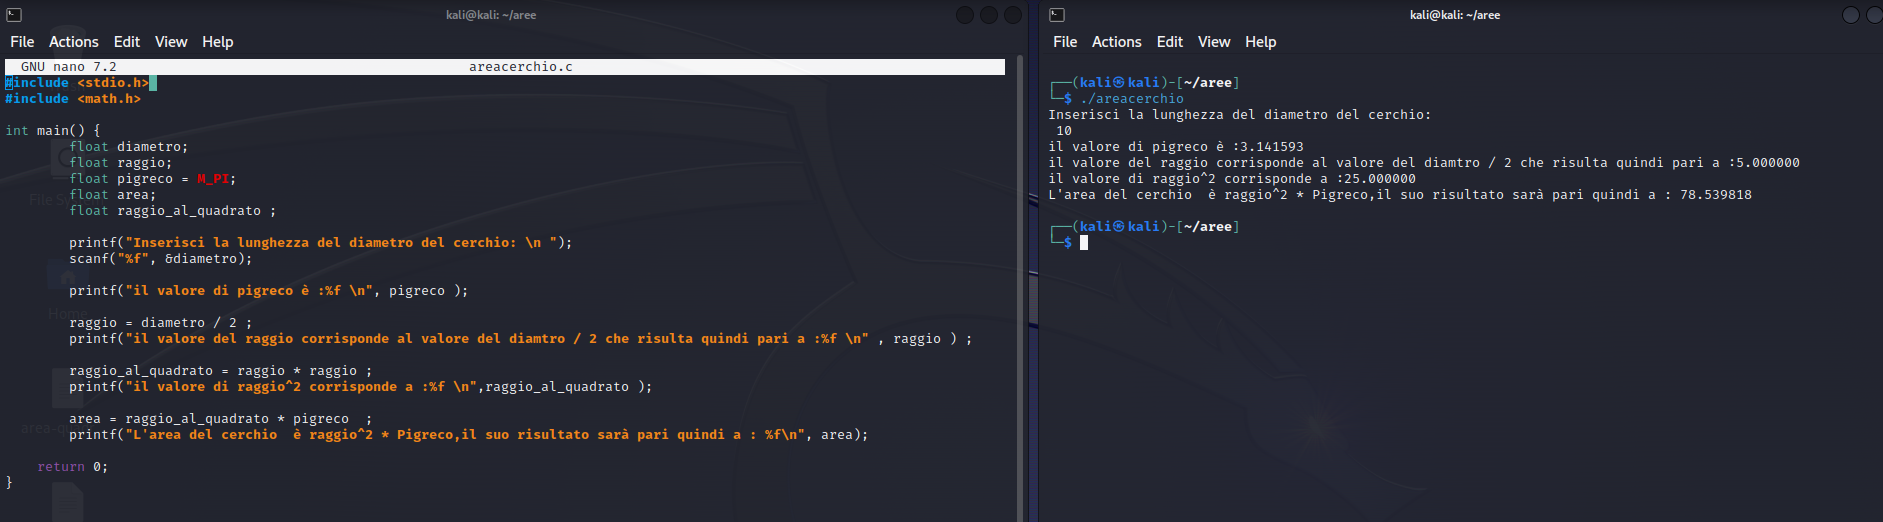 kali@kali: ~/aree
File Actions Edit View Help
GNU nano 7.2 areacerchio.c
#include <stdio.h>
#include <math.h>
int main() {
float diametro;
float raggio;
float pigreco = M_PI;
float area;
float raggio_al_quadrato ;
printf("Inserisci la lunghezza del diametro del cerchio: \n ");
scanf("%f", &diametro);
printf("il valore di pigreco è :%f \n", pigreco );
raggio = diametro / 2 ;
printf("il valore del raggio corrisponde al valore del diamtro / 2 che risulta quindi pari a :%f \n" , raggio ) ;
raggio_al_quadrato = raggio * raggio ;
printf("il valore di raggio^2 corrisponde a :%f \n",raggio_al_quadrato );
area = raggio_al_quadrato * pigreco  ;
printf("L'area del cerchio  è raggio^2 * Pigreco,il suo risultato sarà pari quindi a : %f\n", area);
return 0;
}
File Sy
Home
area-q
kali@kali: ~/aree
File Actions Edit View Help
┌──(kali㉿kali)-[~/aree]
└─$ ./areacerchio
Inserisci la lunghezza del diametro del cerchio:
10
il valore di pigreco è :3.141593
il valore del raggio corrisponde al valore del diamtro / 2 che risulta quindi pari a :5.000000
il valore di raggio^2 corrisponde a :25.000000
L'area del cerchio  è raggio^2 * Pigreco,il suo risultato sarà pari quindi a : 78.539818
┌──(kali㉿kali)-[~/aree]
└─$